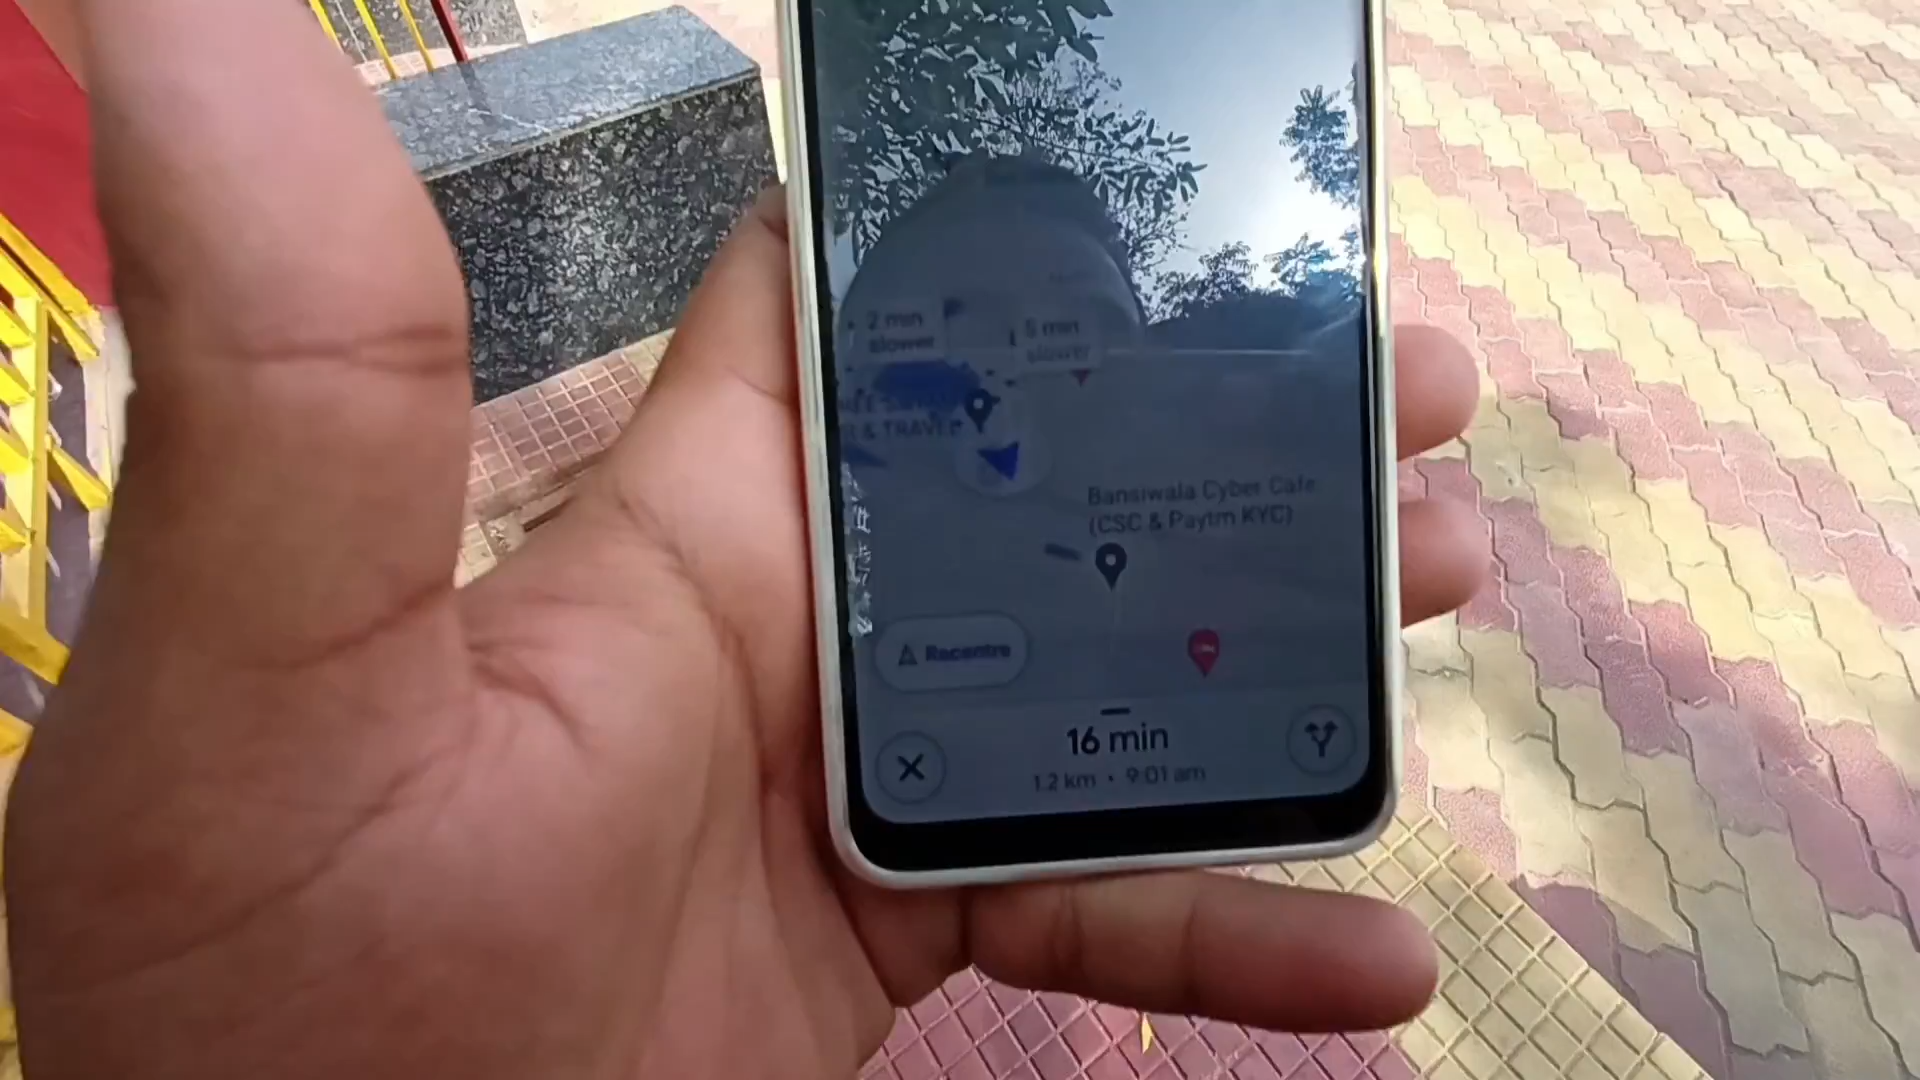 2 min
slower
5 min
slower
& TRAVEL
Bansiwala Cyber Cafe
(CSC & Paytm KYC)
Recentre
16 min
1.2 km • 9:01 am